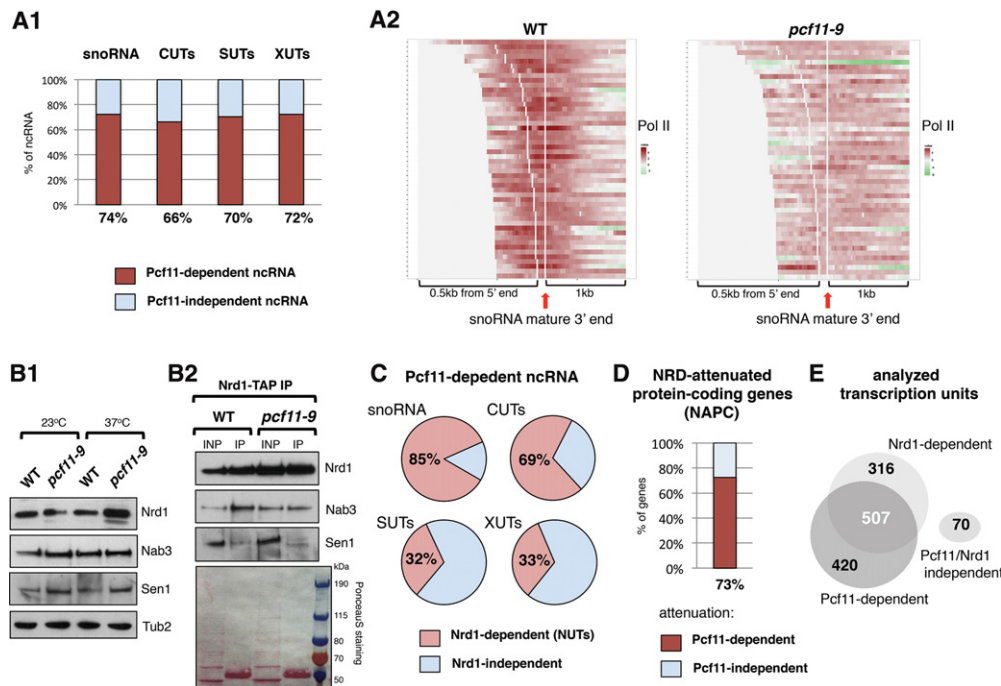 A1
snoRNA CUTs SUTs XUTs
% of ncRNA
100%
80%
60%
40%
20%
0%
74% 66% 70% 72%
Pcf11-dependent ncRNA
Pcf11-independent ncRNA
A2
WT
pcf11-9
Pol II
value
Pol II
value
0.5kb from 5' end
1kb
snoRNA mature 3' end
0.5kb from 5' end
1kb
snoRNA mature 3' end
B1
23°C 37°C
WT pcf11-9 WT pcf11-9
Nrd1
Nab3
Sen1
Tub2
B2
Nrd1-TAP IP
WT pcf11-9
INP IP INP IP
Nrd1
Nab3
Sen1
kDa
190
115
80
70
50
PonceauS staining
C Pcf11-depedent ncRNA
snoRNA CUTs
85% 69%
SUTs XUTs
32% 33%
Nrd1-dependent (NUTs)
Nrd1-independent
D NRD-attenuated
protein-coding genes
(NAPC)
% of genes
100%
80%
60%
40%
20%
0%
73%
attenuation:
Pcf11-dependent
Pcf11-independent
E analyzed
transcription units
Nrd1-dependent
316
507
70
420
Pcf11/Nrd1
independent
Pcf11-dependent